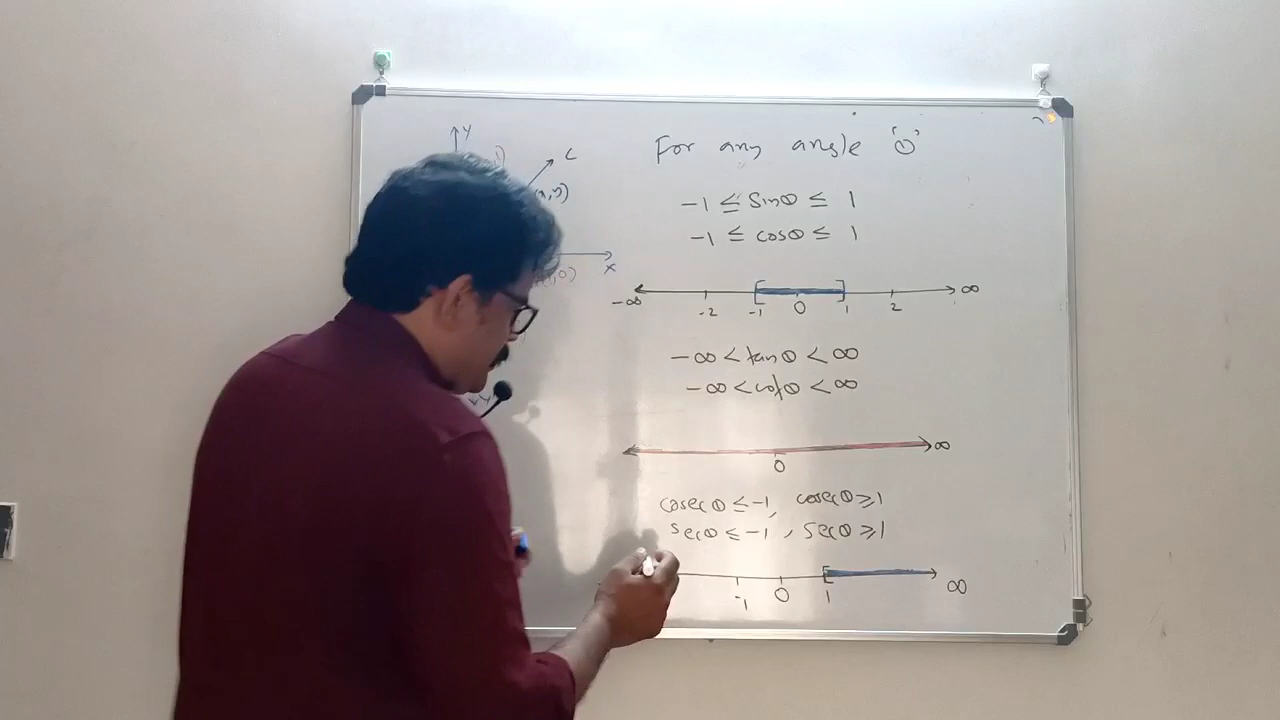 Y
L
x
For any angle 'θ'
-1 ≤ Sinθ ≤ 1
-1 ≤ cosθ ≤ 1
-∞ -2 -1 0 1 2 ∞
-∞ < tanθ < ∞
-∞ < cotθ < ∞
0 ∞
cosecθ ≤ -1, cosecθ ≥ 1
secθ ≤ -1, secθ ≥ 1
-1 0 1 ∞